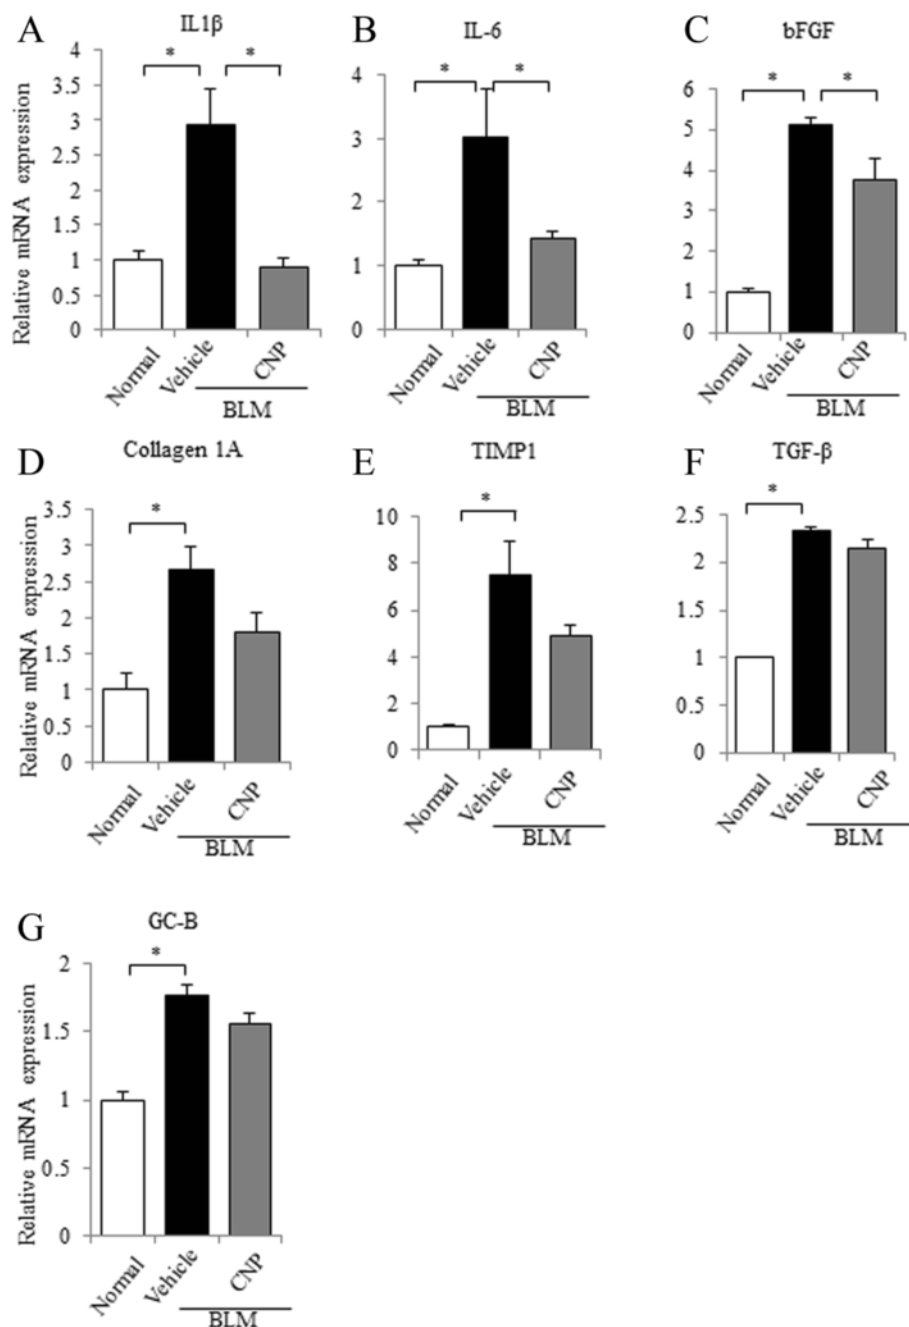 A
IL1β
Relative mRNA expression
4
3.5
3
2.5
2
1.5
1
0.5
0
*
*
Normal
Vehicle
CNP
BLM
B
IL-6
4
3
2
1
0
*
*
Normal
Vehicle
CNP
BLM
C
bFGF
6
5
4
3
2
1
0
*
*
Normal
Vehicle
CNP
BLM
D
Collagen 1A
Relative mRNA expression
3.5
3
2.5
2
1.5
1
0.5
0
*
Normal
Vehicle
CNP
BLM
E
TIMP1
10
8
6
4
2
0
*
Normal
Vehicle
CNP
BLM
F
TGF-β
2.5
2
1.5
1
0.5
0
*
Normal
Vehicle
CNP
BLM
G
GC-B
Relative mRNA expression
2
1.5
1
0.5
0
*
Normal
Vehicle
CNP
BLM